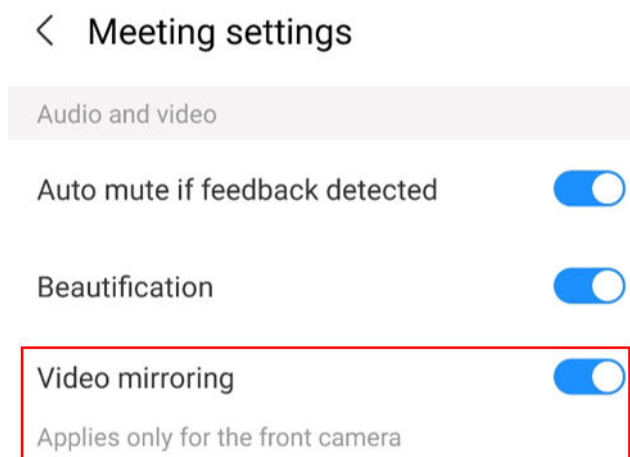 Meeting settings
Audio and video
Auto mute if feedback detected
Beautification
Video mirroring
Applies only for the front camera